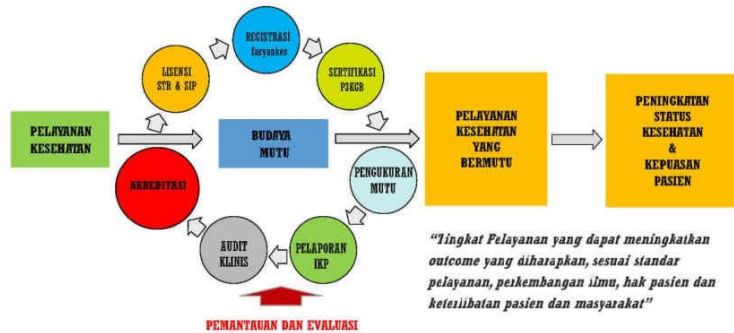 REGISTRASI
fasyankes
LISENSI
STR & SIP
SERTIFIKASI
P3KGB
PELAYANAN
KESEHATAN
BUDAYA
MUTU
PELAYANAN
KESEHATAN
YANG
BERMUTU
PENINGKATAN
STATUS
KESEHATAN
&
KEPUASAN
PASIEN
AKREDITASI
PENGUKURAN
MUTU
AUDIT
KLINIS
PELAPORAN
IKP
"Tingkat Pelayanan yang dapat meningkatkan
outcome yang diharapkan, sesuai standar
pelayanan, perkembangan ilmu, hak pasien dan
keterlibatan pasien dan masyarakat"
PEMANTAUAN DAN EVALUASI